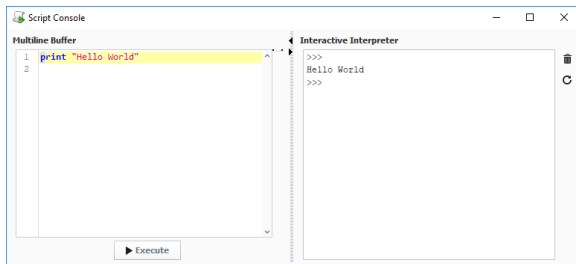 Script Console
Multiline Buffer
1 print "Hello World"
2
Execute
Interactive Interpreter
>>>
Hello World
>>>